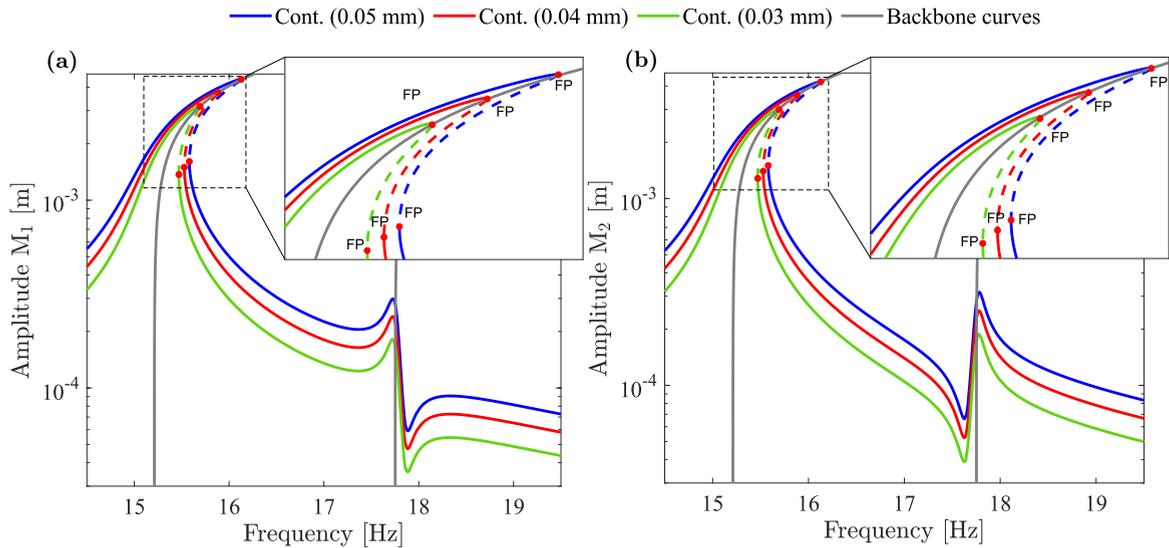 Cont. (0.05 mm) Cont. (0.04 mm) Cont. (0.03 mm) Backbone curves
(a)
FP
FP
FP
FP
FP
FP
10⁻³
10⁻⁴
Amplitude M₁ [m]
15 16 17 18 19
Frequency [Hz]
(b)
FP
FP
FP
FP
FP
FP
10⁻³
10⁻⁴
Amplitude M₂ [m]
15 16 17 18 19
Frequency [Hz]